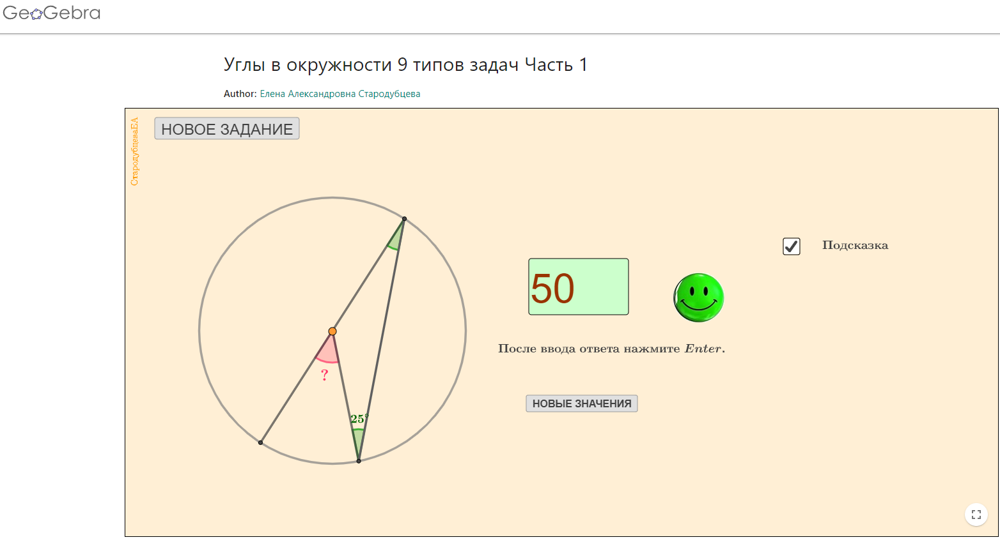 GeoGebra
Углы в окружности 9 типов задач Часть 1
Author: Елена Александровна Стародубцева
СтародубцеваЕА
НОВОЕ ЗАДАНИЕ
Подсказка
50
После ввода ответа нажмите Enter.
?
НОВЫЕ ЗНАЧЕНИЯ
25°